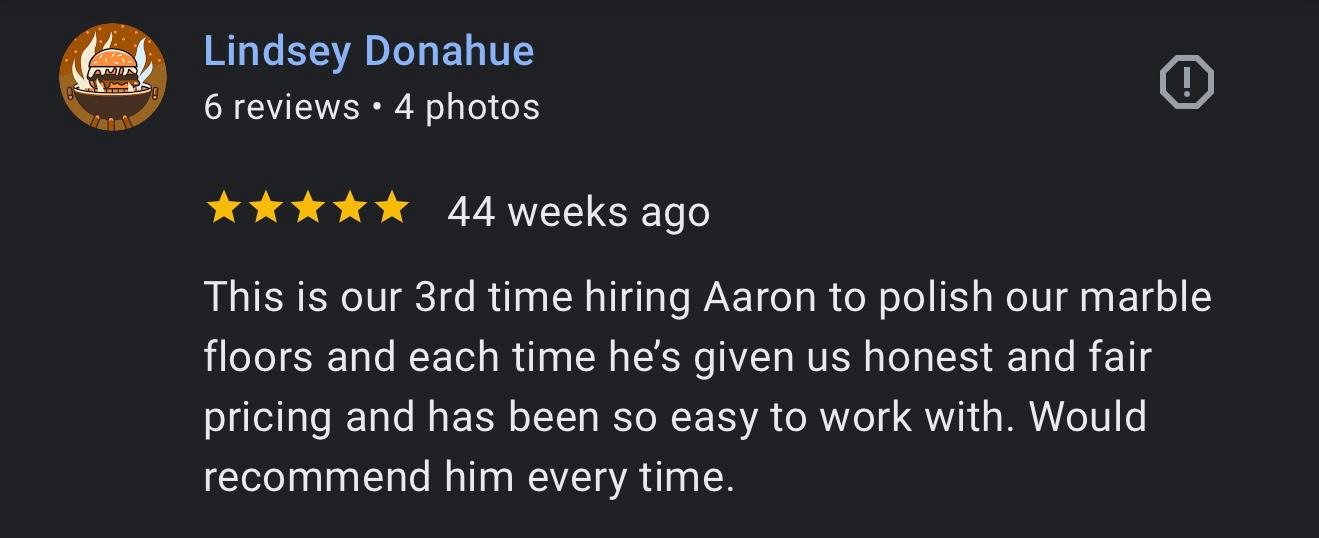 Lindsey Donahue
6 reviews • 4 photos
44 weeks ago
This is our 3rd time hiring Aaron to polish our marble
floors and each time he’s given us honest and fair
pricing and has been so easy to work with. Would
recommend him every time.